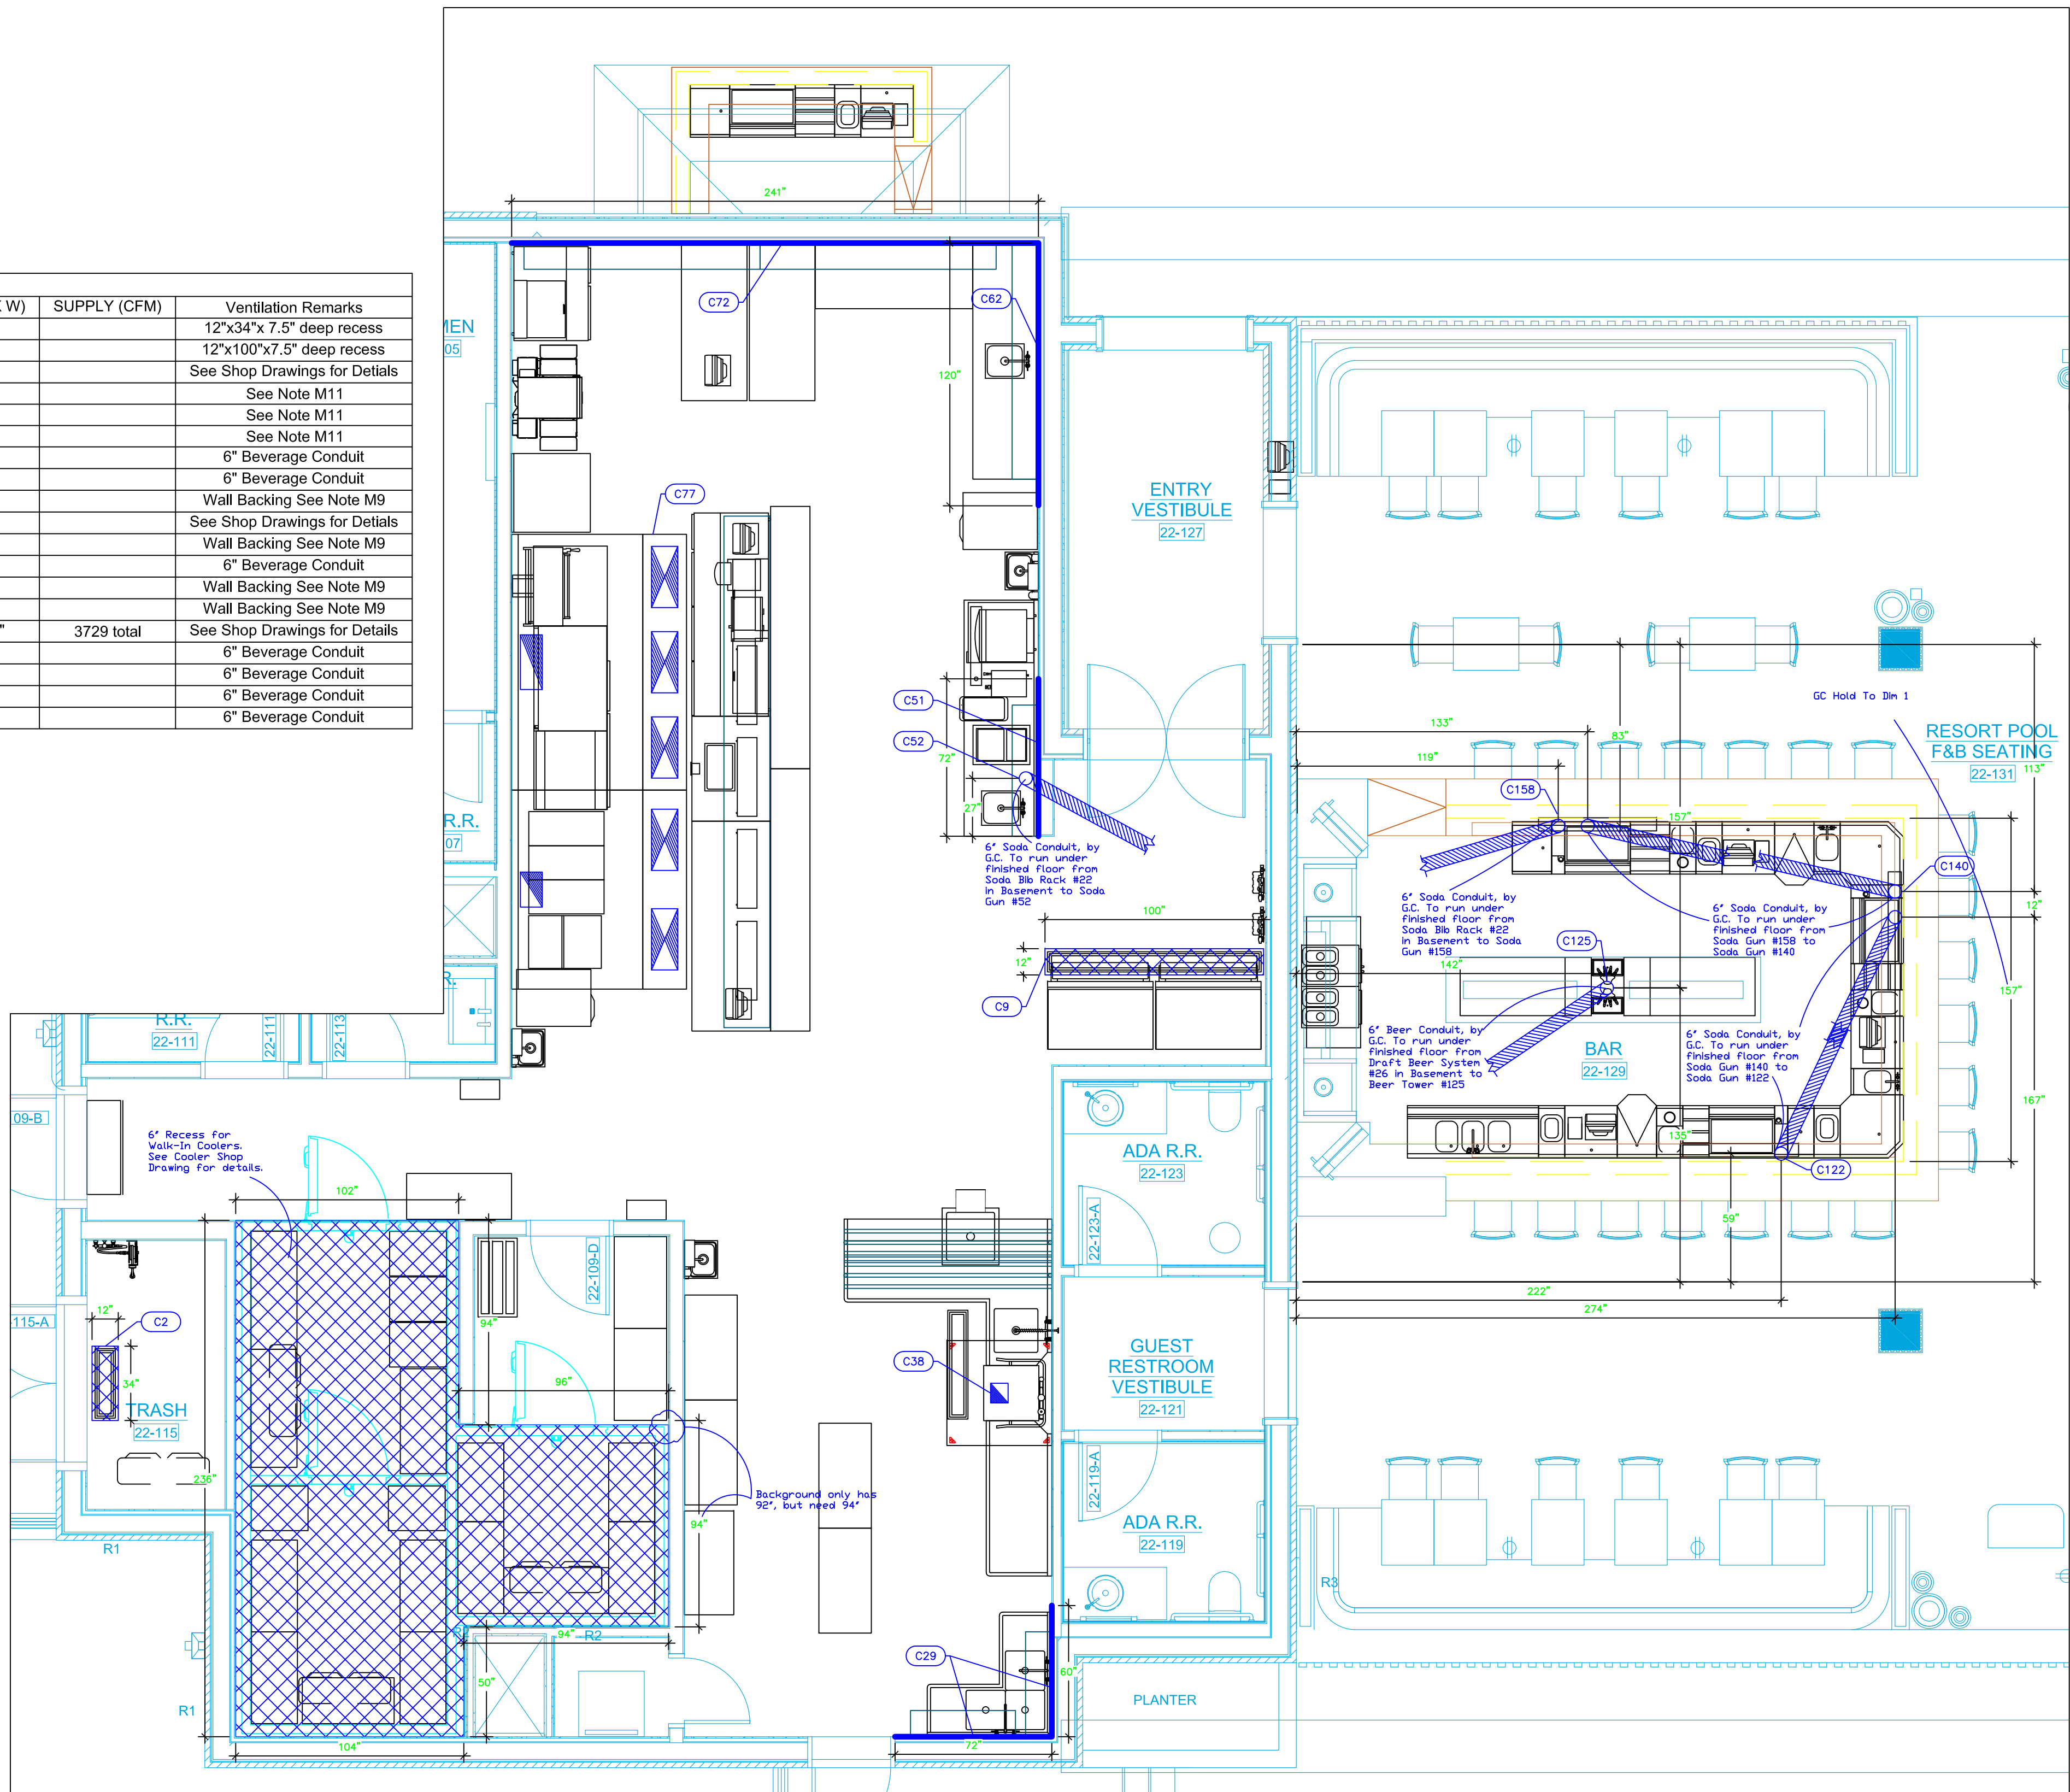 W) SUPPLY (CFM) Ventilation Remarks
12"x34"x 7.5" deep recess
12"x100"x7.5" deep recess
See Shop Drawings for Detials
See Note M11
See Note M11
See Note M11
6" Beverage Conduit
6" Beverage Conduit
Wall Backing See Note M9
See Shop Drawings for Detials
Wall Backing See Note M9
6" Beverage Conduit
Wall Backing See Note M9
Wall Backing See Note M9
" 3729 total See Shop Drawings for Details
6" Beverage Conduit
6" Beverage Conduit
6" Beverage Conduit
6" Beverage Conduit
241"
C72
C62
120"
C77
MEN
05
R.R.
07
R.
ENTRY
VESTIBULE
22-127
C51
C52
72"
27"
6" Soda Conduit, by
G.C. To run under
finished floor from
Soda Bib Rack #22
in Basement to Soda
Gun #52
100"
12"
C9
GC Hold To Dim 1
RESORT POOL
F&B SEATING
22-131
113"
133"
83"
119"
C158
157"
C140
12"
6" Soda Conduit, by
G.C. To run under
finished floor from
Soda Bib Rack #22
in Basement to Soda
Gun #158
6" Soda Conduit, by
G.C. To run under
finished floor from
Soda Gun #158 to
Soda Gun #140
C125
142"
157"
6" Beer Conduit, by
G.C. To run under
finished floor from
Draft Beer System
#26 in Basement to
Beer Tower #125
BAR
22-129
6" Soda Conduit, by
G.C. To run under
finished floor from
Soda Gun #140 to
Soda Gun #122
167"
135"
C122
59"
222"
274"
R.R.
22-111
22-111
22-113
09-B
6" Recess for
Walk-In Coolers.
See Cooler Shop
Drawing for details.
102"
115-A
12"
C2
34"
TRASH
22-115
236"
22-109-D
94"
96"
Background only has
92", but need 94"
94"
C38
ADA R.R.
22-123
22-123-A
GUEST
RESTROOM
VESTIBULE
22-121
22-119-A
ADA R.R.
22-119
R1
R1
94"
R2
50"
104"
C29
60"
72"
PLANTER
R3